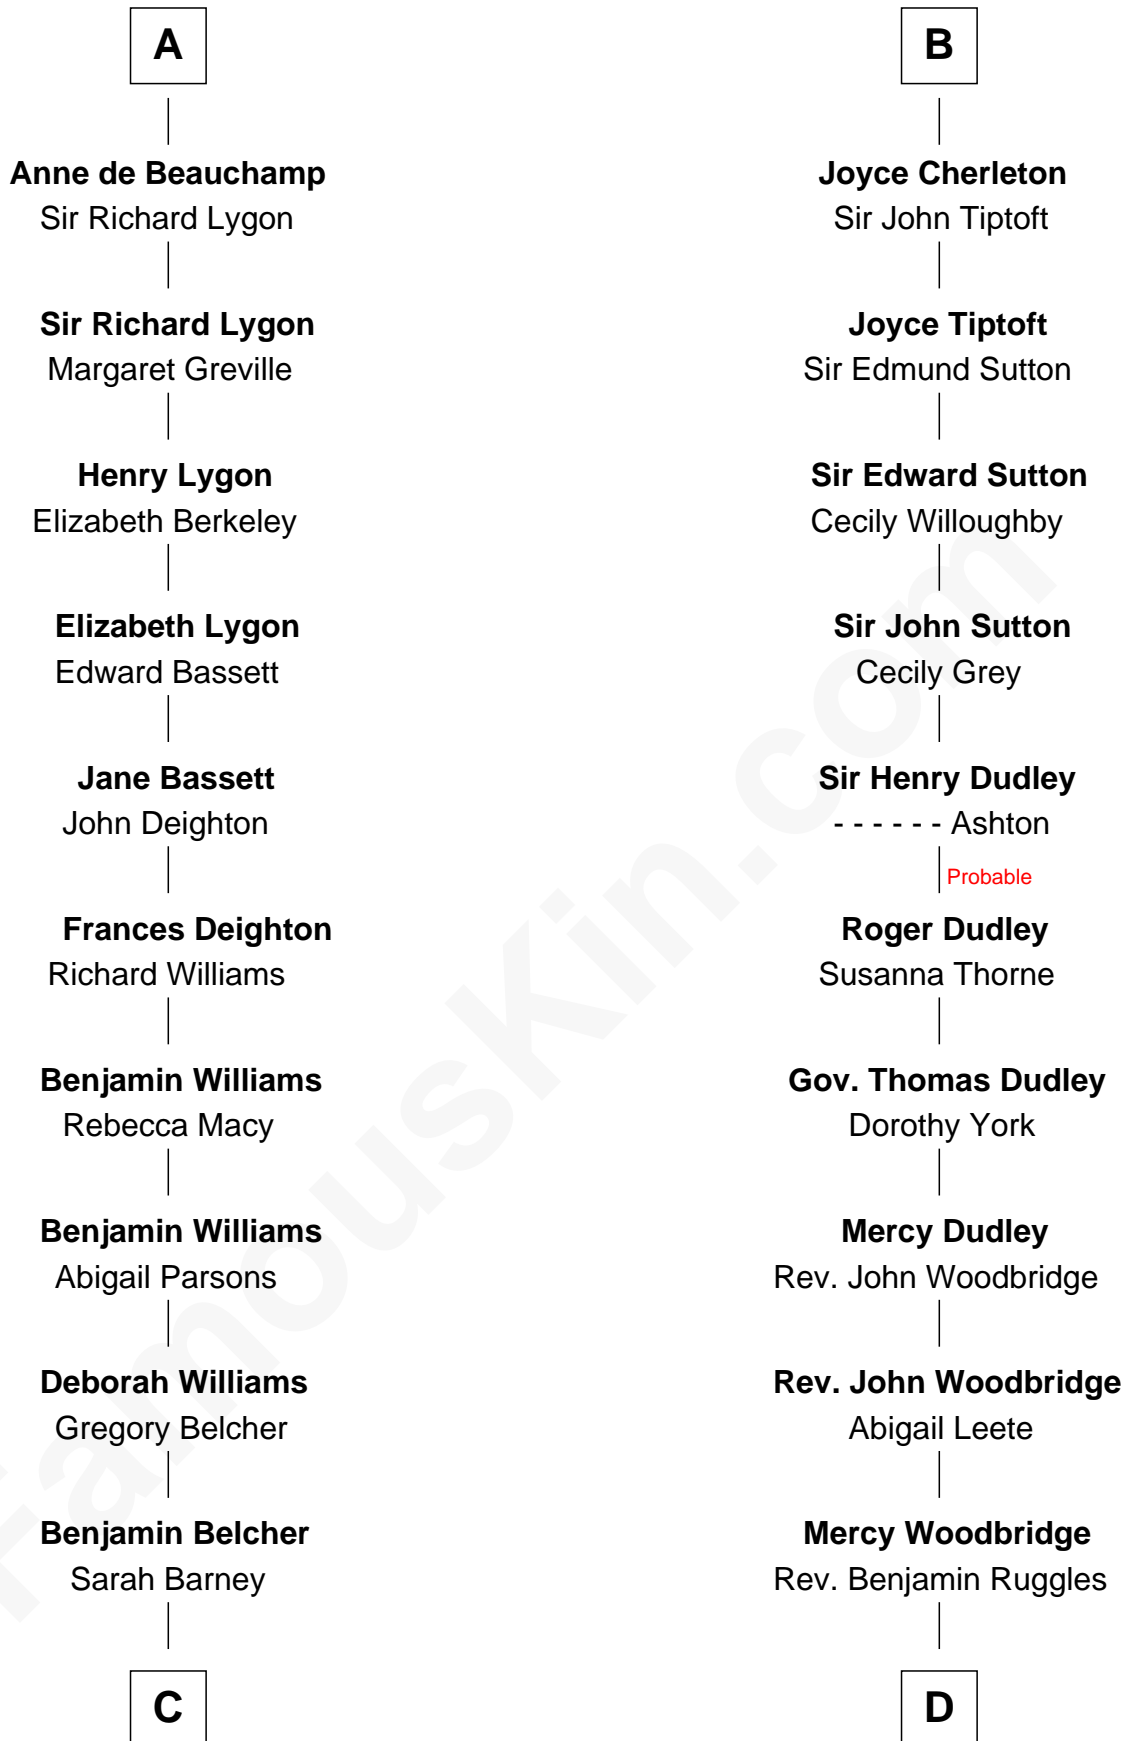 A
Anne de Beauchamp
Sir Richard Lygon
Sir Richard Lygon
Margaret Greville
Henry Lygon
Elizabeth Berkeley
Elizabeth Lygon
Edward Bassett
Jane Bassett
John Deighton
Frances Deighton
Richard Williams
Benjamin Williams
Rebecca Macy
Benjamin Williams
Abigail Parsons
Deborah Williams
Gregory Belcher
Benjamin Belcher
Sarah Barney
C
B
Joyce Cherleton
Sir John Tiptoft
Joyce Tiptoft
Sir Edmund Sutton
Sir Edward Sutton
Cecily Willoughby
Sir John Sutton
Cecily Grey
Sir Henry Dudley
- - - - - - Ashton
Probable
Roger Dudley
Susanna Thorne
Gov. Thomas Dudley
Dorothy York
Mercy Dudley
Rev. John Woodbridge
Rev. John Woodbridge
Abigail Leete
Mercy Woodbridge
Rev. Benjamin Ruggles
D
FamousKin.com